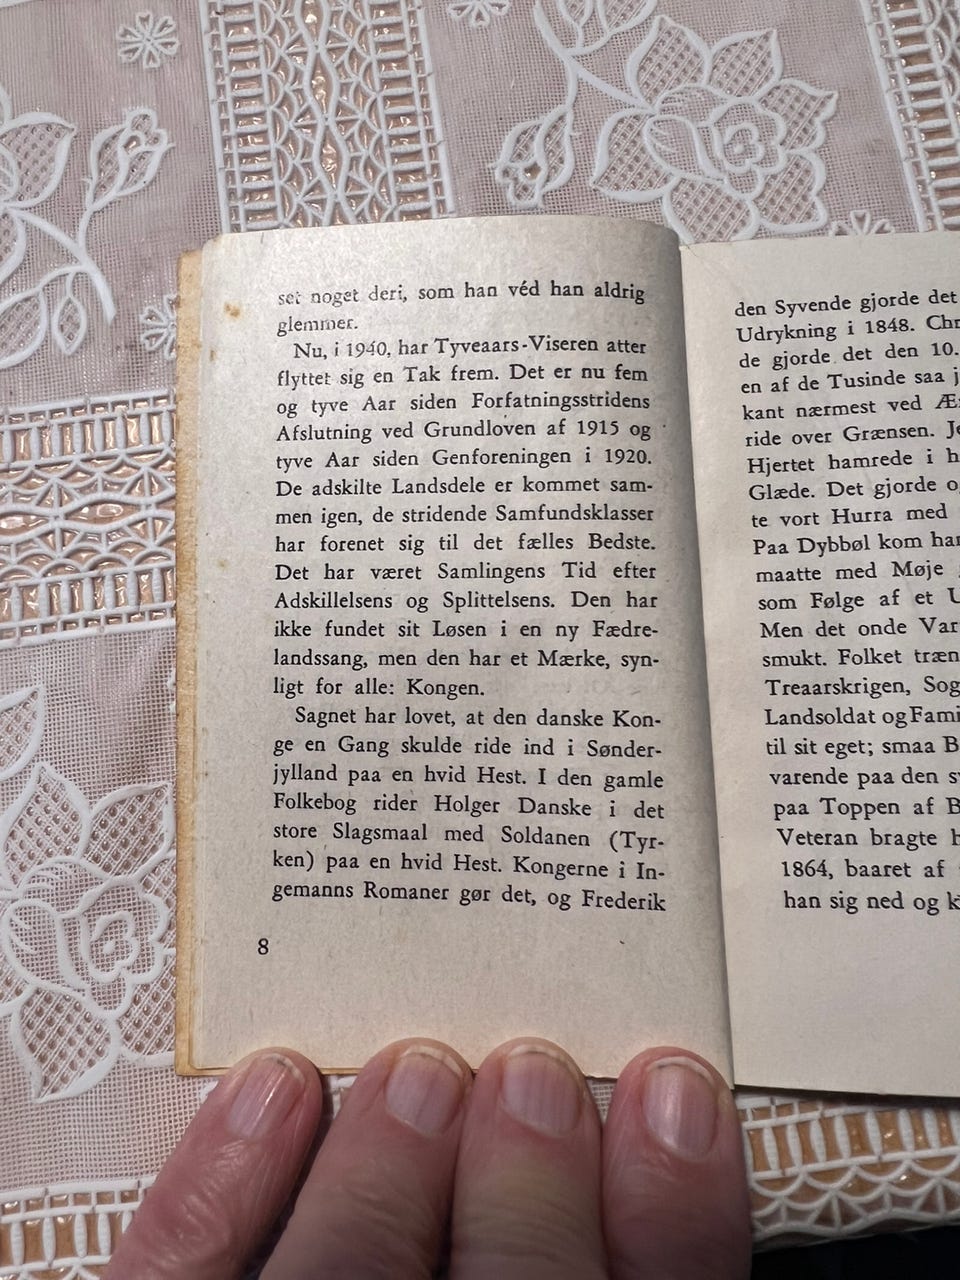 set noget deri, som han véd han aldrig
glemmer.
Nu, i 1940, har Tyveaars-Viseren atter
flyttet sig en Tak frem. Det er nu fem
og tyve Aar siden Forfatningsstridens
Afslutning ved Grundloven af 1915 og
tyve Aar siden Genforeningen i 1920.
De adskilte Landsdele er kommet sam-
men igen, de stridende Samfundsklasser
har forenet sig til det fælles Bedste.
Det har været Samlingens Tid efter
Adskillelsens og Splittelsens. Den har
ikke fundet sit Løsen i en ny Fædre-
landssang, men den har et Mærke, syn-
ligt for alle: Kongen.
Sagnet har lovet, at den danske Kon-
ge en Gang skulde ride ind i Sønder-
jylland paa en hvid Hest. I den gamle
Folkebog rider Holger Danske i det
store Slagsmaal med Soldanen (Tyr-
ken) paa en hvid Hest. Kongerne i In-
gemanns Romaner gør det, og Frederik
8
den Syvende gjorde det
Udrykning i 1848. Chr
de gjorde det den 10.
en af de Tusinde saa j
kant nærmest ved Æ
ride over Grænsen. Je
Hjertet hamrede i h
Glæde. Det gjorde o
te vort Hurra med
Paa Dybbøl kom han
maatte med Møje
som Følge af et U
Men det onde Var
smukt. Folket træn
Treaarskrigen, Sog
Landsoldat og Fami
til sit eget; smaa B
varende paa den s
paa Toppen af B
Veteran bragte h
1864, baaret af
han sig ned og k